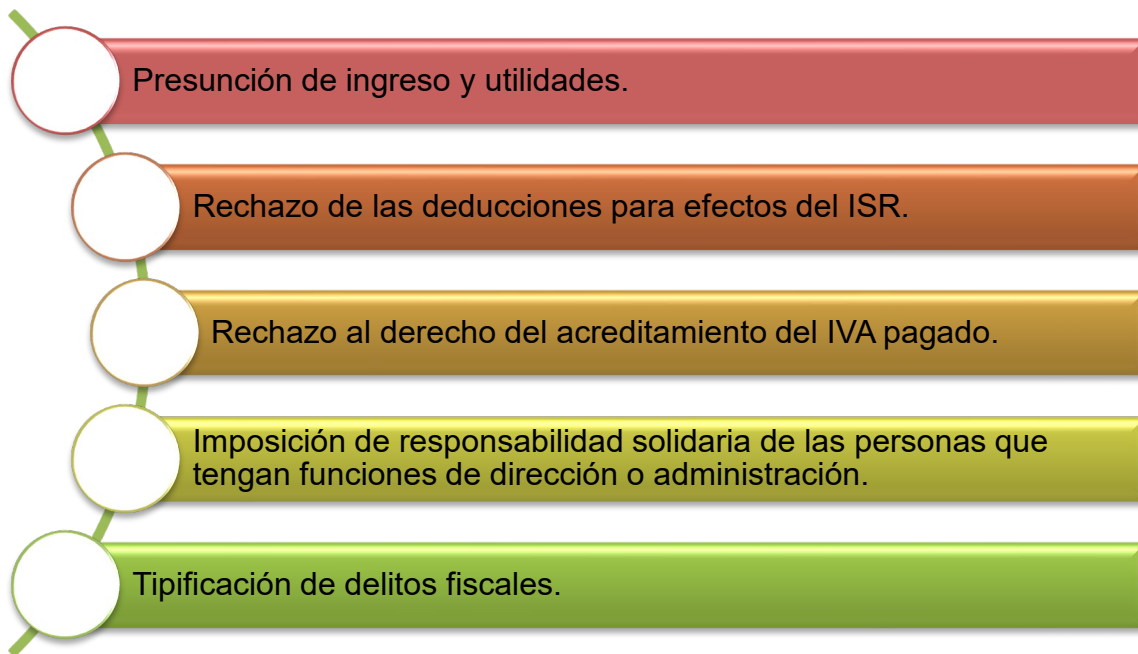 Presunción de ingreso y utilidades.
Rechazo de las deducciones para efectos del ISR.
Rechazo al derecho del acreditamiento del IVA pagado.
Imposición de responsabilidad solidaria de las personas que
tengan funciones de dirección o administración.
Tipificación de delitos fiscales.